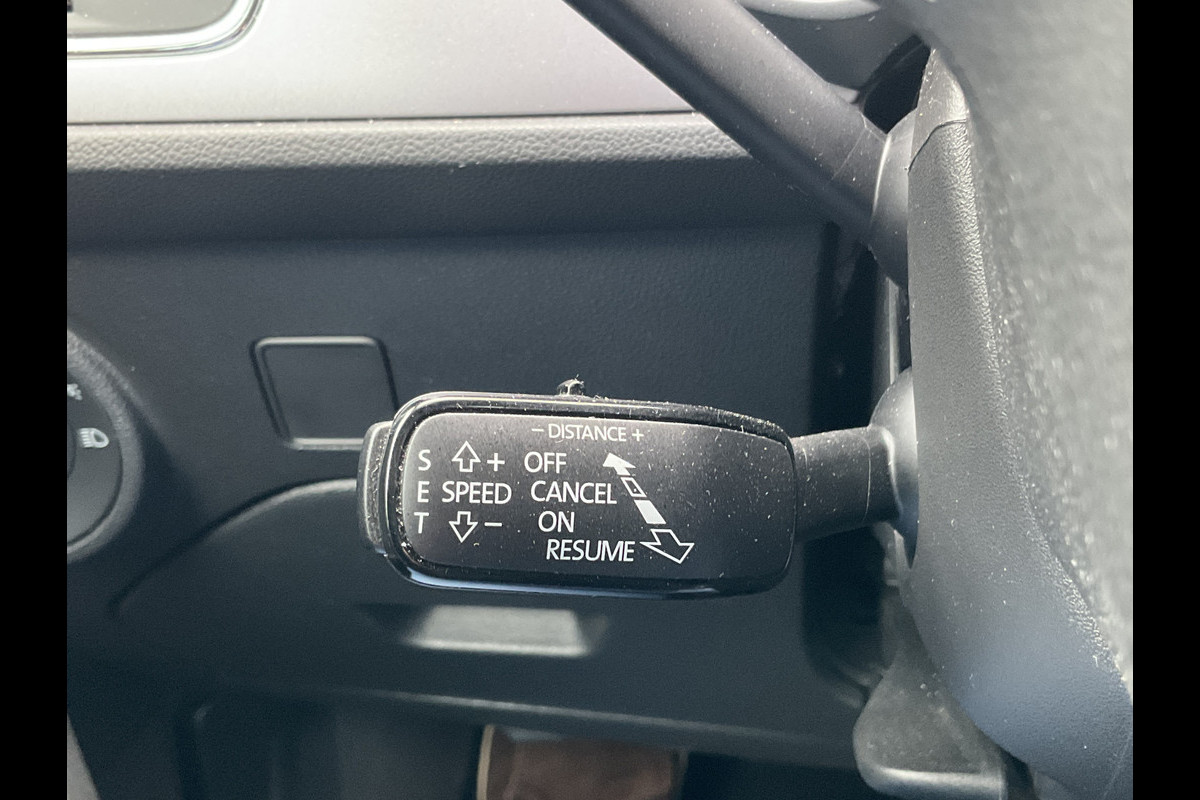 - DISTANCE +
S + OFF
E SPEED CANCEL
T - ON
RESUME